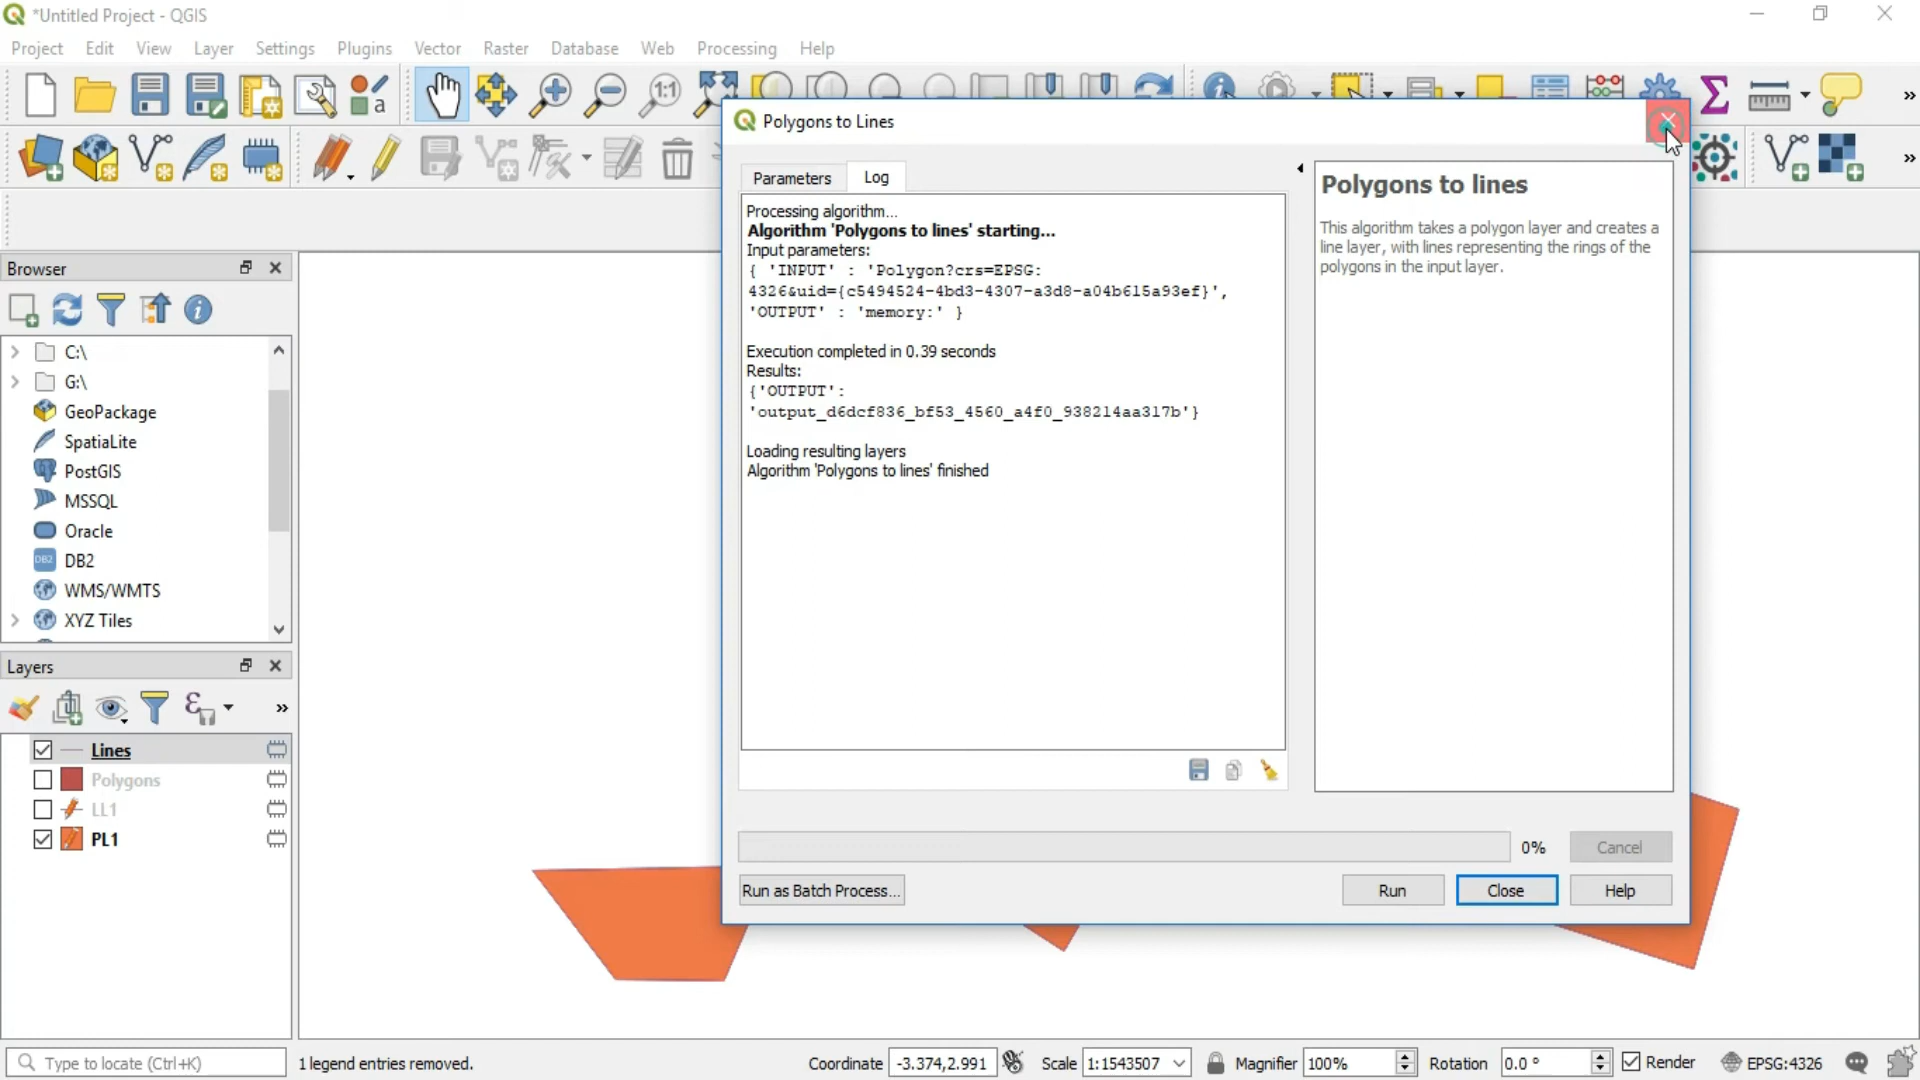 *Untitled Project - QGIS
Project Edit View Layer Settings Plugins Vector Raster Database Web Processing Help
1:1
a
»
»
Browser
C:\
G:\
GeoPackage
SpatiaLite
PostGIS
MSSQL
Oracle
DB2 DB2
WMS/WMTS
XYZ Tiles
Layers
»
Lines
Polygons
LL1
PL1
Polygons to Lines
Parameters Log
Processing algorithm...
Algorithm 'Polygons to lines' starting...
Input parameters:
{ 'INPUT' : 'Polygon?crs=EPSG:
4326&uid={c5494524-4bd3-4307-a3d8-a04b615a93ef}',
'OUTPUT' : 'memory:' }
Execution completed in 0.39 seconds
Results:
{'OUTPUT':
'output_d6dcf836_bf53_4560_a4f0_938214aa317b'}
Loading resulting layers
Algorithm 'Polygons to lines' finished
Polygons to lines
This algorithm takes a polygon layer and creates a
line layer, with lines representing the rings of the
polygons in the input layer.
0% Cancel
Run as Batch Process... Run Close Help
Type to locate (Ctrl+K) 1 legend entries removed. Coordinate -3.374,2.991 Scale 1:1543507 Magnifier 100% Rotation 0.0 ° Render EPSG:4326